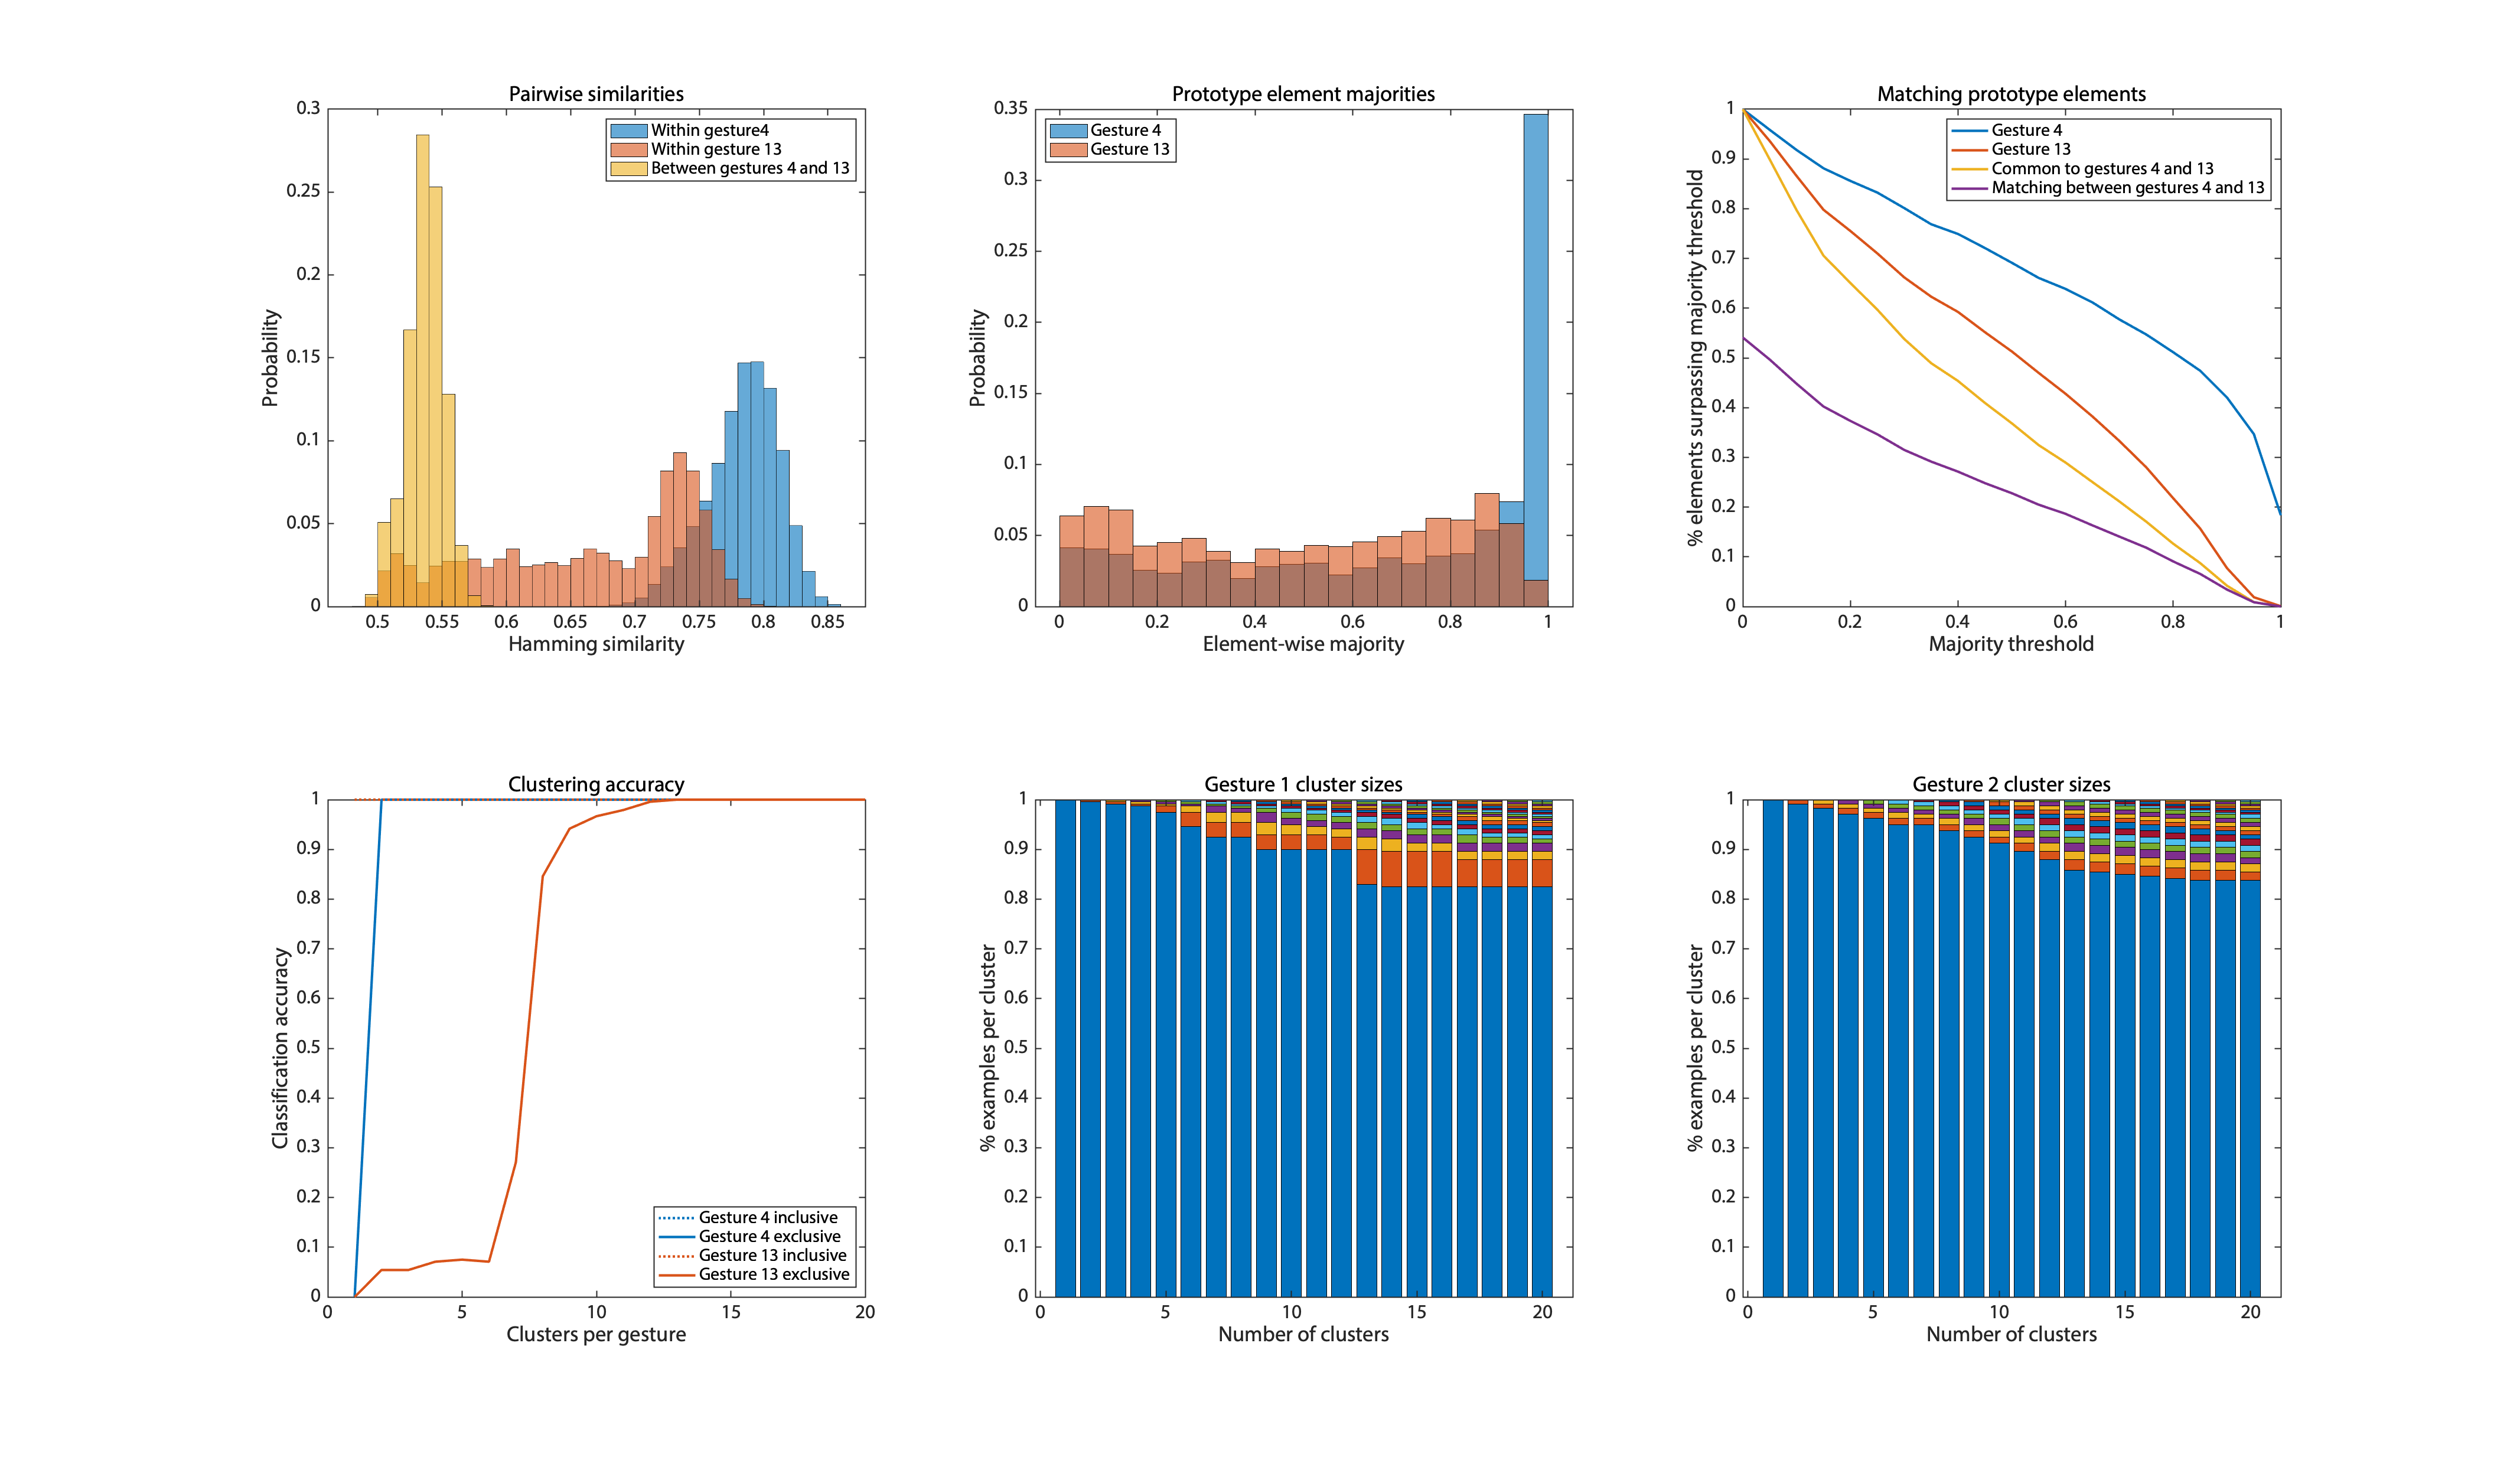 Pairwise similarities
0.3
0.25
0.2
0.15
0.1
0.05
0
Probability
Within gesture4
Within gesture 13
Between gestures 4 and 13
0.5 0.55 0.6 0.65 0.7 0.75 0.8 0.85
Hamming similarity
Prototype element majorities
0.35
0.3
0.25
0.2
0.15
0.1
0.05
0
Probability
Gesture 4
Gesture 13
0 0.2 0.4 0.6 0.8 1
Element-wise majority
Matching prototype elements
1
0.9
0.8
0.7
0.6
0.5
0.4
0.3
0.2
0.1
0
% elements surpassing majority threshold
Gesture 4
Gesture 13
Common to gestures 4 and 13
Matching between gestures 4 and 13
0 0.2 0.4 0.6 0.8 1
Majority threshold
Clustering accuracy
1
0.9
0.8
0.7
0.6
0.5
0.4
0.3
0.2
0.1
0
Classification accuracy
Gesture 4 inclusive
Gesture 4 exclusive
Gesture 13 inclusive
Gesture 13 exclusive
0 5 10 15 20
Clusters per gesture
Gesture 1 cluster sizes
1
0.9
0.8
0.7
0.6
0.5
0.4
0.3
0.2
0.1
0
% examples per cluster
0 5 10 15 20
Number of clusters
Gesture 2 cluster sizes
1
0.9
0.8
0.7
0.6
0.5
0.4
0.3
0.2
0.1
0
% examples per cluster
0 5 10 15 20
Number of clusters